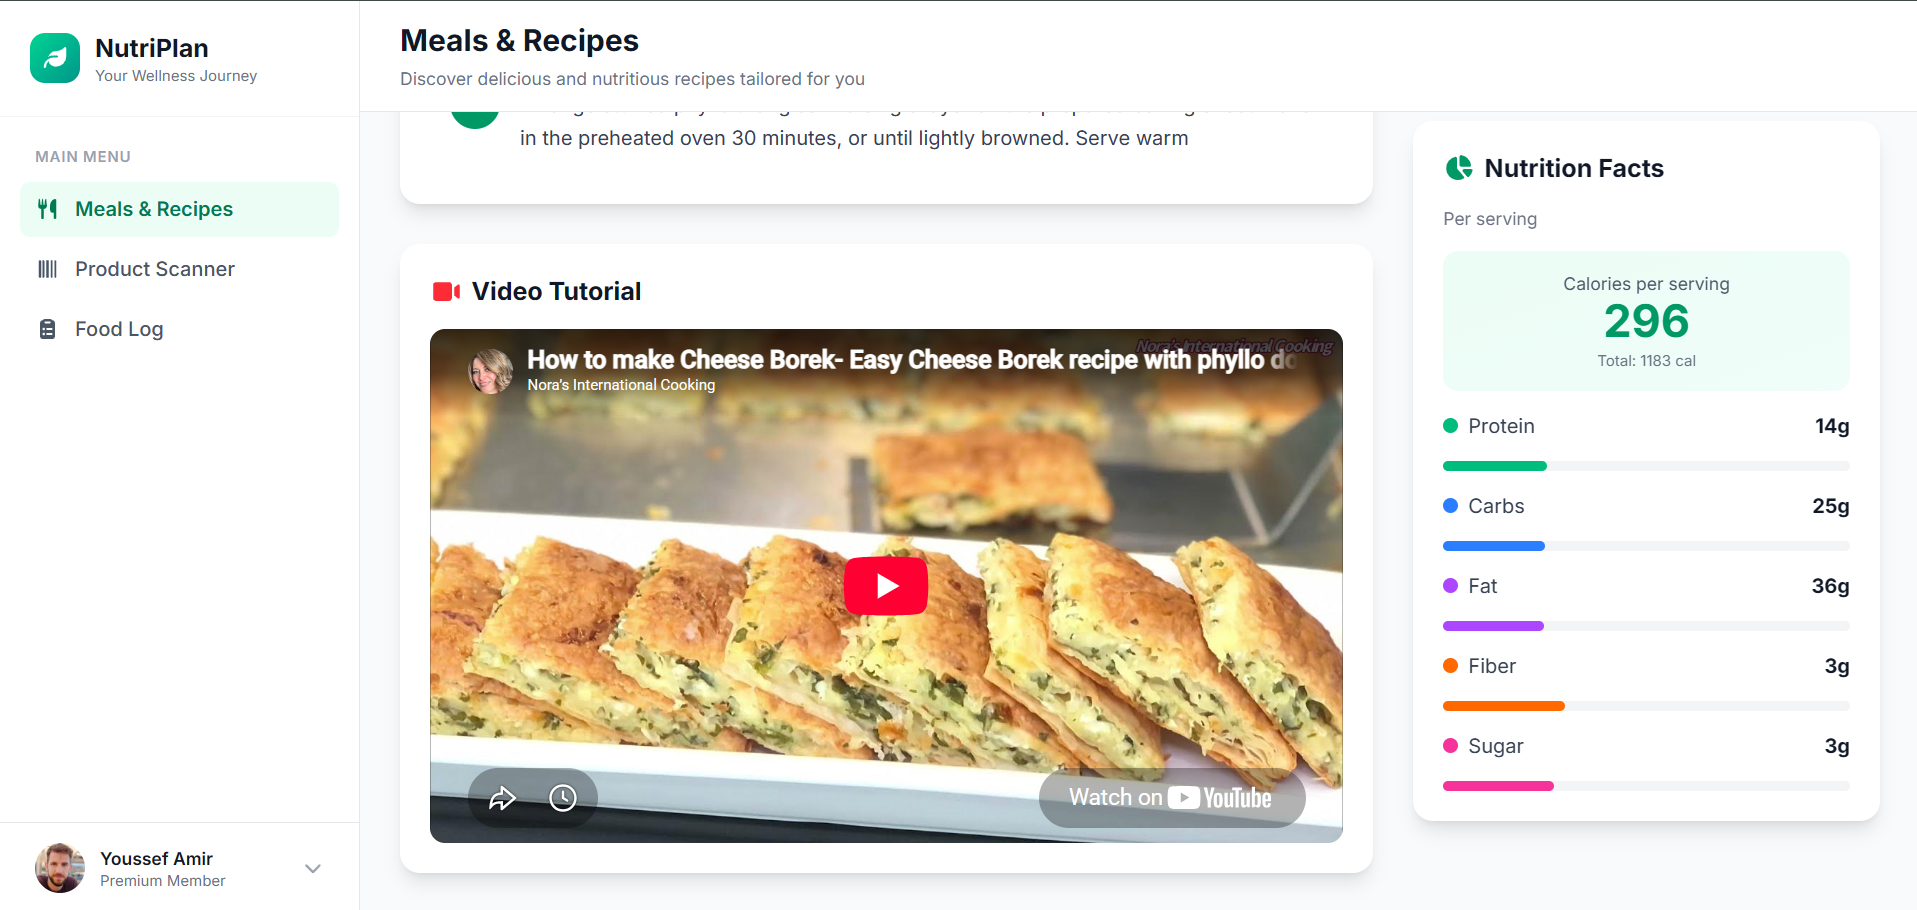 NutriPlan
Your Wellness Journey
MAIN MENU
Meals & Recipes
Product Scanner
Food Log
Youssef Amir
Premium Member
Meals & Recipes
Discover delicious and nutritious recipes tailored for you
in the preheated oven 30 minutes, or until lightly browned. Serve warm
Video Tutorial
Nora's International Cooking
How to make Cheese Borek- Easy Cheese Borek recipe with phyllo do
Nora's International Cooking
Watch on YouTube
Nutrition Facts
Per serving
Calories per serving
296
Total: 1183 cal
Protein 14g
Carbs 25g
Fat 36g
Fiber 3g
Sugar 3g